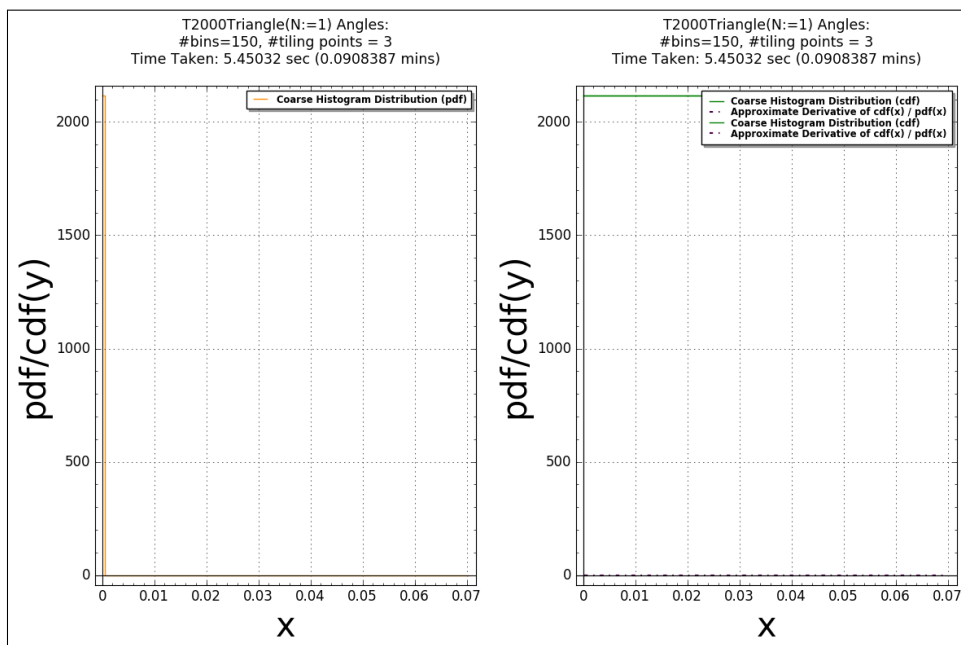 T2000Triangle(N:=1) Angles:
#bins=150, #tiling points = 3
Time Taken: 5.45032 sec (0.0908387 mins)
Coarse Histogram Distribution (pdf)
2000
1500
1000
500
0
pdf/cdf(y)
0 0.01 0.02 0.03 0.04 0.05 0.06 0.07
x
T2000Triangle(N:=1) Angles:
#bins=150, #tiling points = 3
Time Taken: 5.45032 sec (0.0908387 mins)
Coarse Histogram Distribution (cdf)
Approximate Derivative of cdf(x) / pdf(x)
Coarse Histogram Distribution (cdf)
Approximate Derivative of cdf(x) / pdf(x)
2000
1500
1000
500
0
pdf/cdf(y)
0 0.01 0.02 0.03 0.04 0.05 0.06 0.07
x